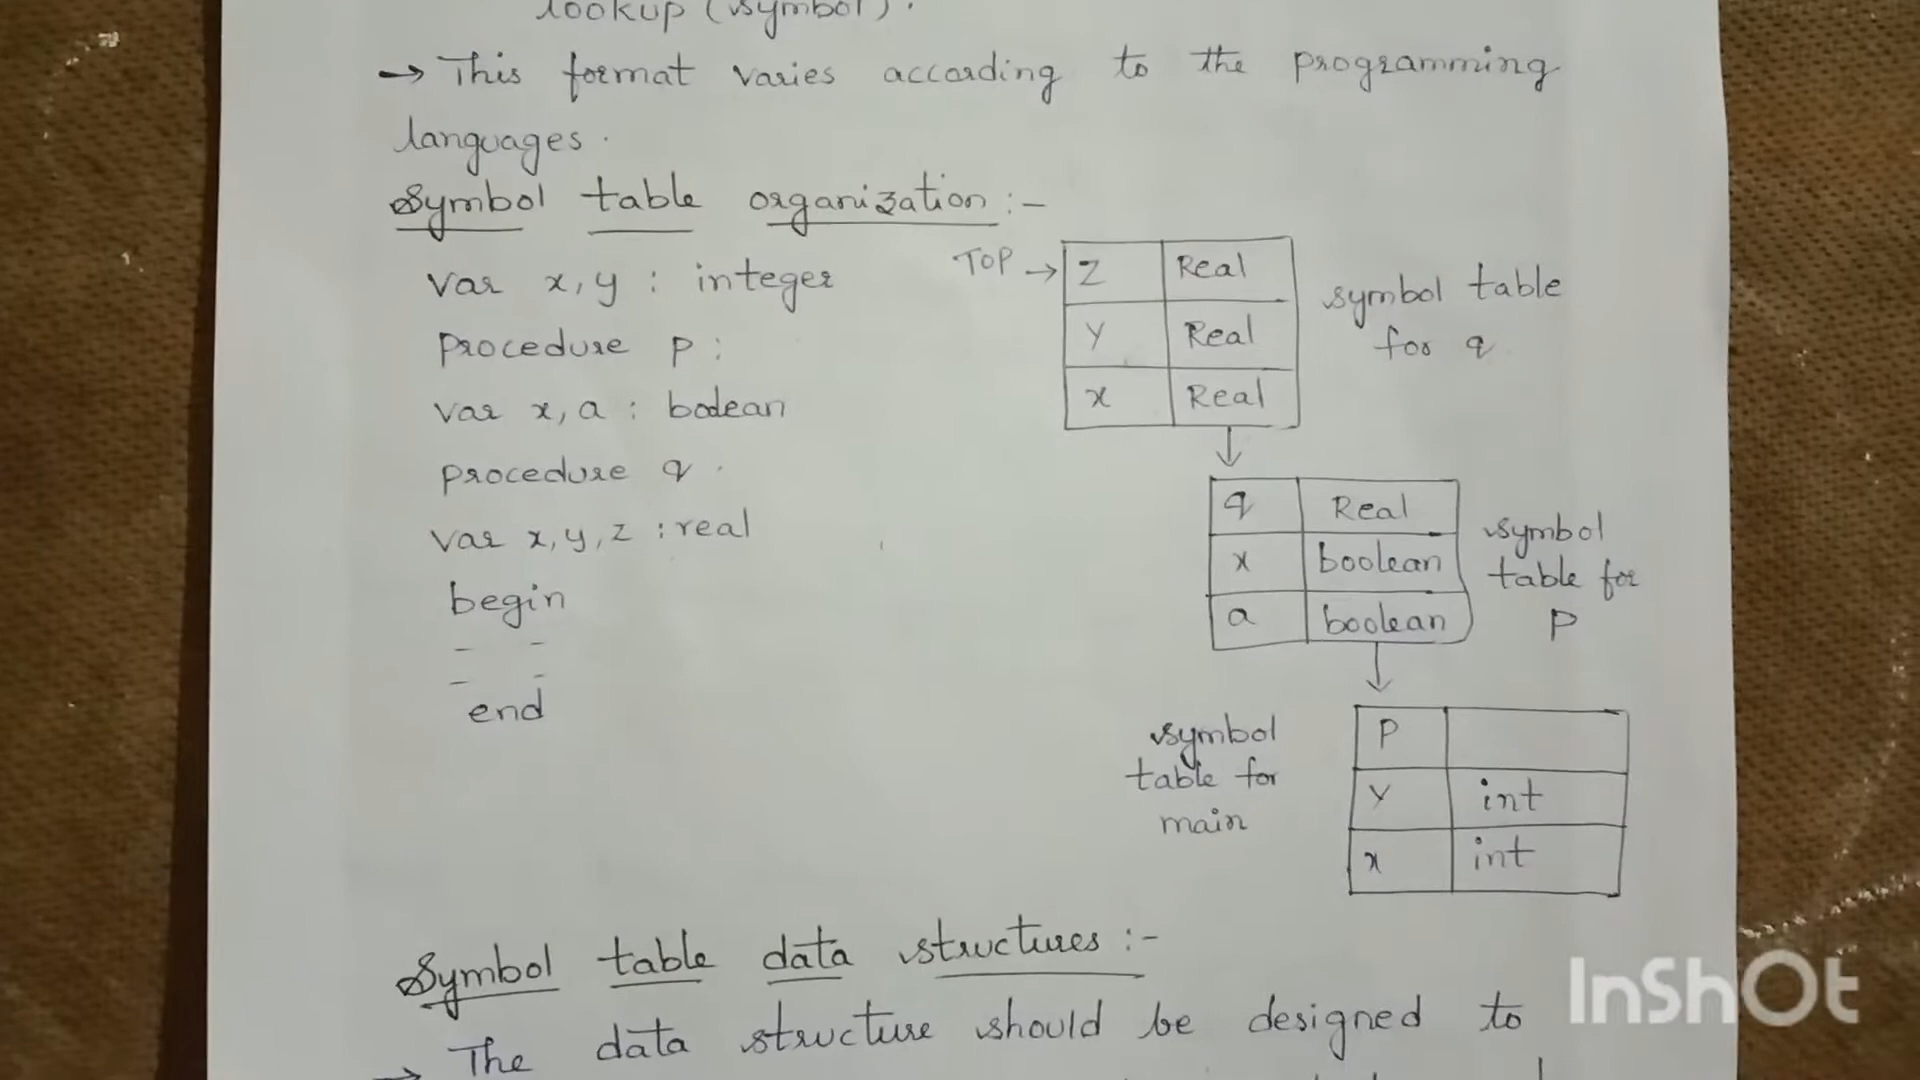 lookup (symbol).
→ This format varies according to the programming
languages.
Symbol table organization :-
var x, y : integer
procedure p :
var x, a : boolean
procedure q
var x, y, z : real
begin
- -
- -
end
TOP →
z Real
y Real
x Real
symbol table
for q
q Real
x boolean
a boolean
symbol
table for
p
symbol
table for
main
P
y int
x int
Symbol table data structures :-
→ The data structure should be designed to
InShOt